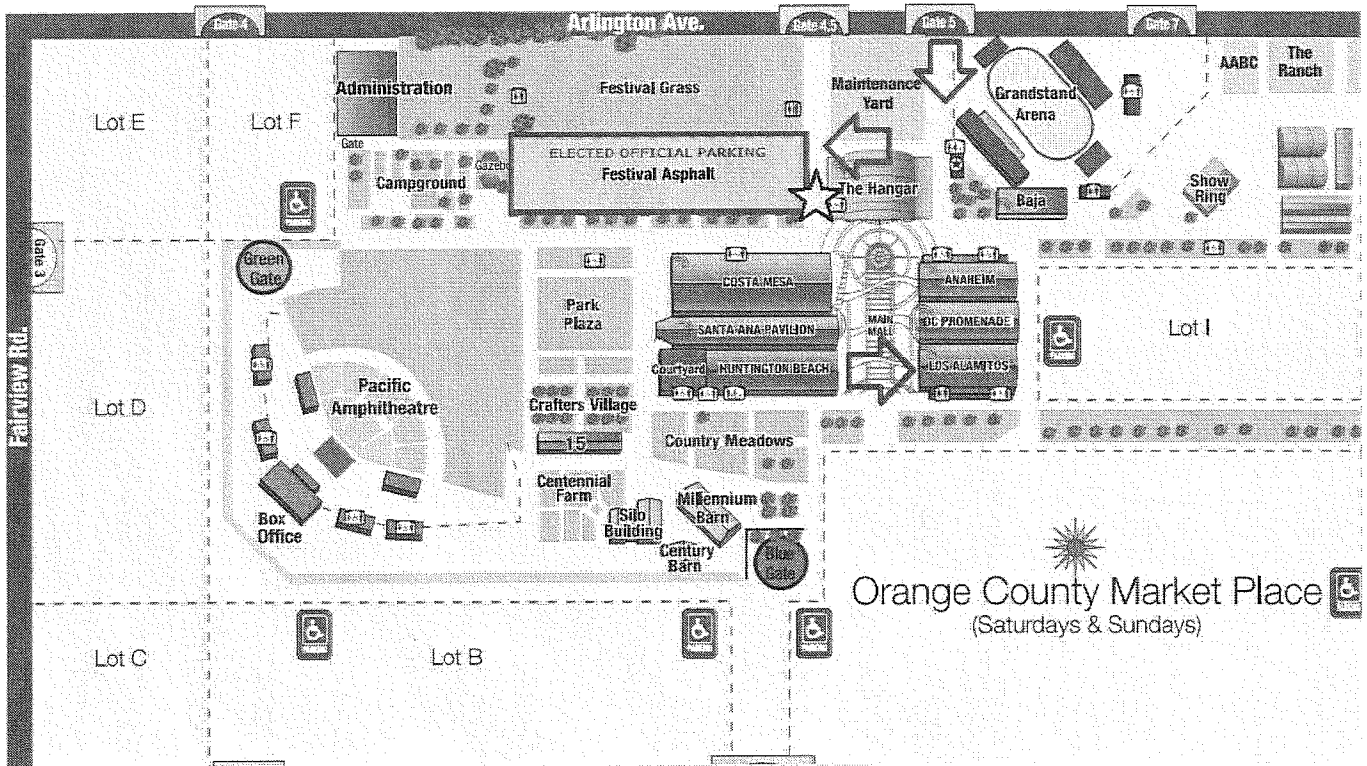 Gate 4
Arlington Ave.
Gate 4.5
Gate 5
Gate 7
Lot E
Lot F
Administration
Festival Grass
Maintenance
Yard
Grandstand
Arena
AABC
The
Ranch
Gate
Campground
Gazebo
ELECTED OFFICIAL PARKING
Festival Asphalt
The Hangar
Baja
Show
Ring
Gate 3
Fairview Rd.
Green
Gate
Park
Plaza
COSTA MESA
SANTA ANA PAVILION
Courtyard
HUNTINGTON BEACH
MAIN
MALL
ANAHEIM
OC PROMENADE
LOS ALAMITOS
Lot I
Lot D
Pacific
Amphitheatre
Crafters Village
15
Country Meadows
Centennial
Farm
Silo
Building
Millennium
Barn
Century
Barn
Blue
Gate
Box
Office
Orange County Market Place
(Saturdays & Sundays)
Lot C
Lot B